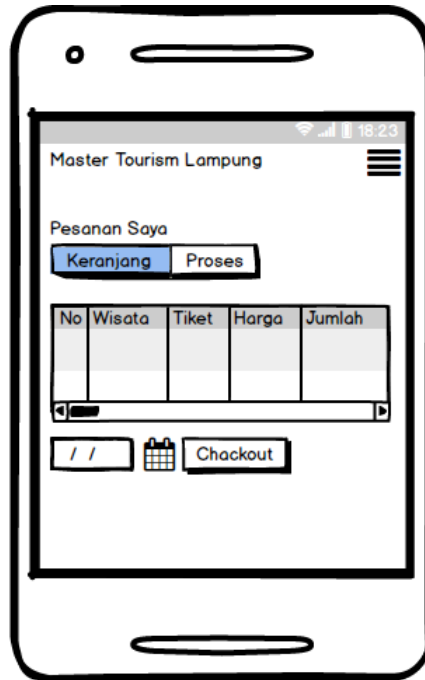 18:23
Master Tourism Lampung
Pesanan Saya
Keranjang Proses
No Wisata Tiket Harga Jumlah
/ / Chackout